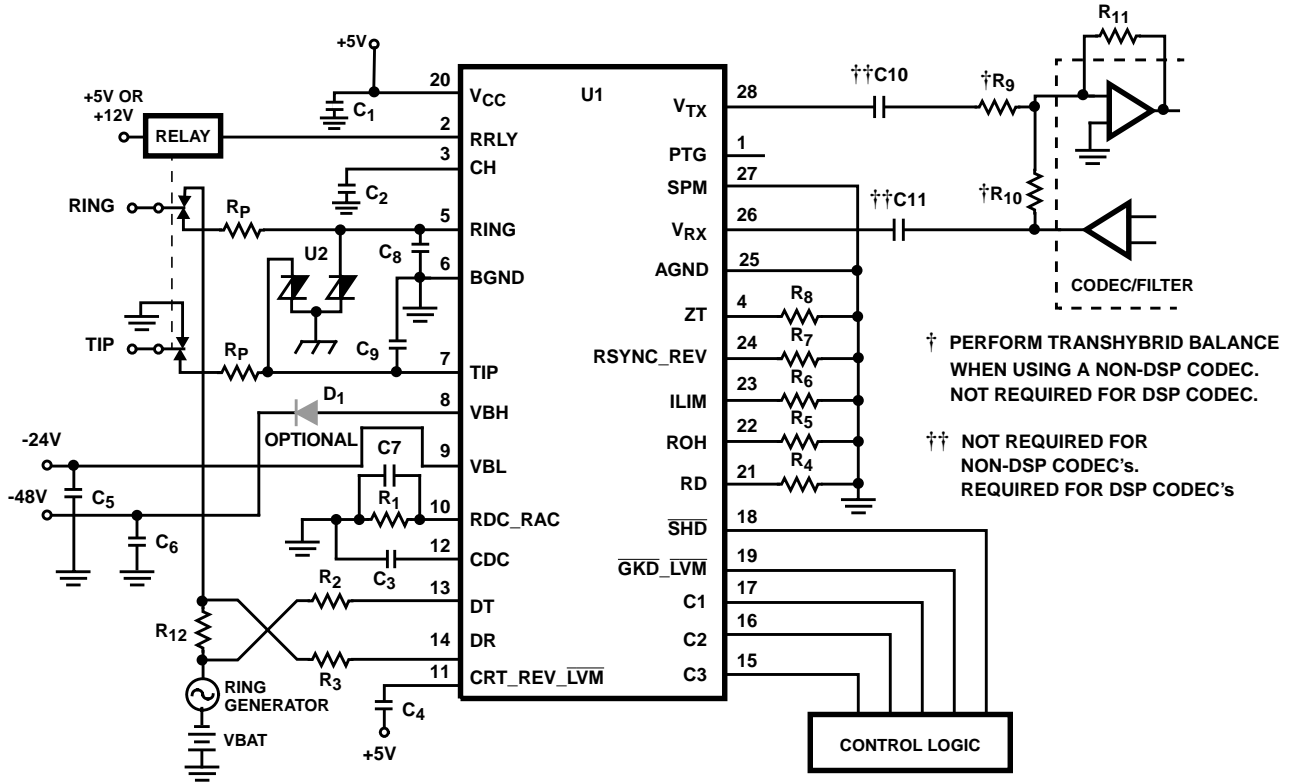 +5V
R11
20
VCC
U1
††C10
†R9
+5V OR
+12V
C1
28
VTX
RELAY
2
RRLY
3
CH
1
PTG
C2
27
SPM
†R10
RING
RP
5
RING
††C11
26
VRX
U2
C8
6
BGND
25
AGND
CODEC/FILTER
4
ZT
R8
TIP
RP
C9
7
TIP
24
RSYNC_REV
R7
† PERFORM TRANSHYBRID BALANCE
WHEN USING A NON-DSP CODEC.
NOT REQUIRED FOR DSP CODEC.
D1
OPTIONAL
8
VBH
23
ILIM
R6
-24V
C7
9
VBL
22
ROH
R5
†† NOT REQUIRED FOR
NON-DSP CODEC's.
REQUIRED FOR DSP CODEC's
-48V
C5
R1
10
RDC_RAC
21
RD
R4
C6
C3
12
CDC
18
SHD
19
GKD_LVM
R2
13
DT
17
C1
R12
14
DR
16
C2
R3
11
CRT_REV_LVM
15
C3
RING
GENERATOR
C4
VBAT
+5V
CONTROL LOGIC